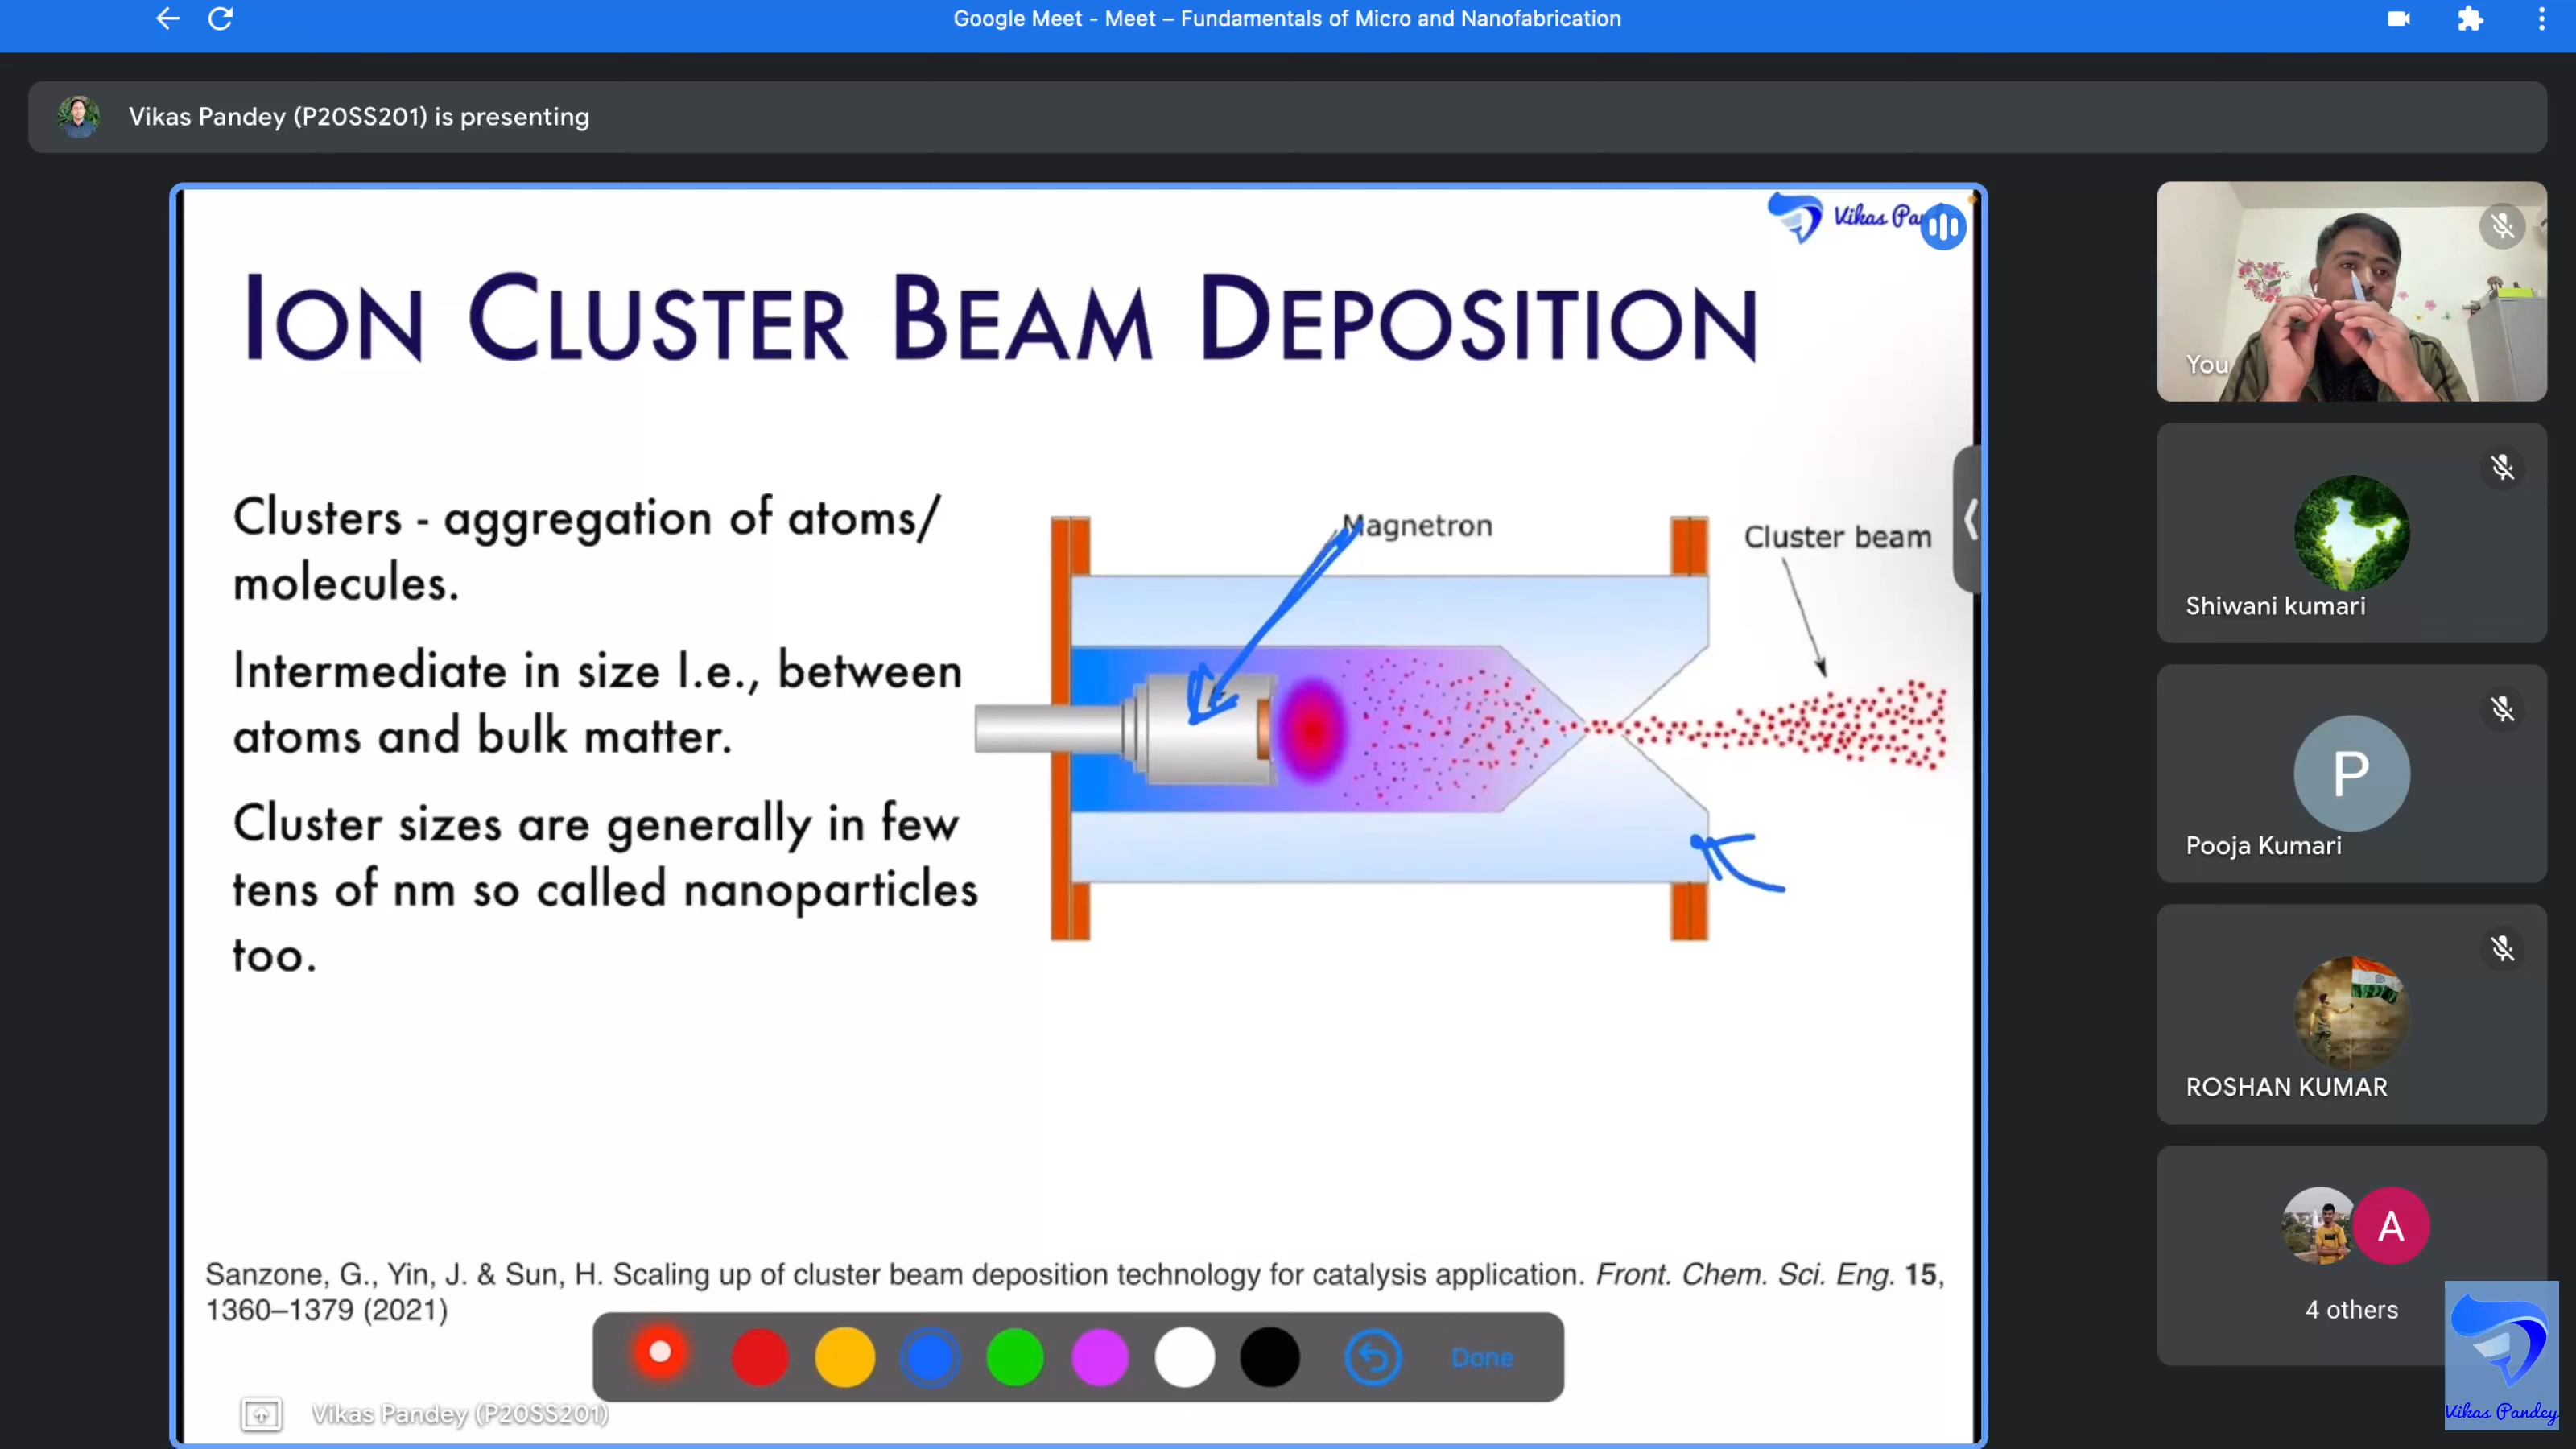 Google Meet - Meet – Fundamentals of Micro and Nanofabrication
Vikas Pandey (P20SS201) is presenting
Vikas
ION CLUSTER BEAM DEPOSITION
Clusters - aggregation of atoms/
molecules.
Intermediate in size I.e., between
atoms and bulk matter.
Cluster sizes are generally in few
tens of nm so called nanoparticles
too.
Magnetron
Cluster beam
Sanzone, G., Yin, J. & Sun, H. Scaling up of cluster beam deposition technology for catalysis application. Front. Chem. Sci. Eng. 15,
1360–1379 (2021)
Done
Vikas Pandey (P20SS201)
You
Shiwani kumari
P
Pooja Kumari
ROSHAN KUMAR
A
4 others
Vikas Pandey